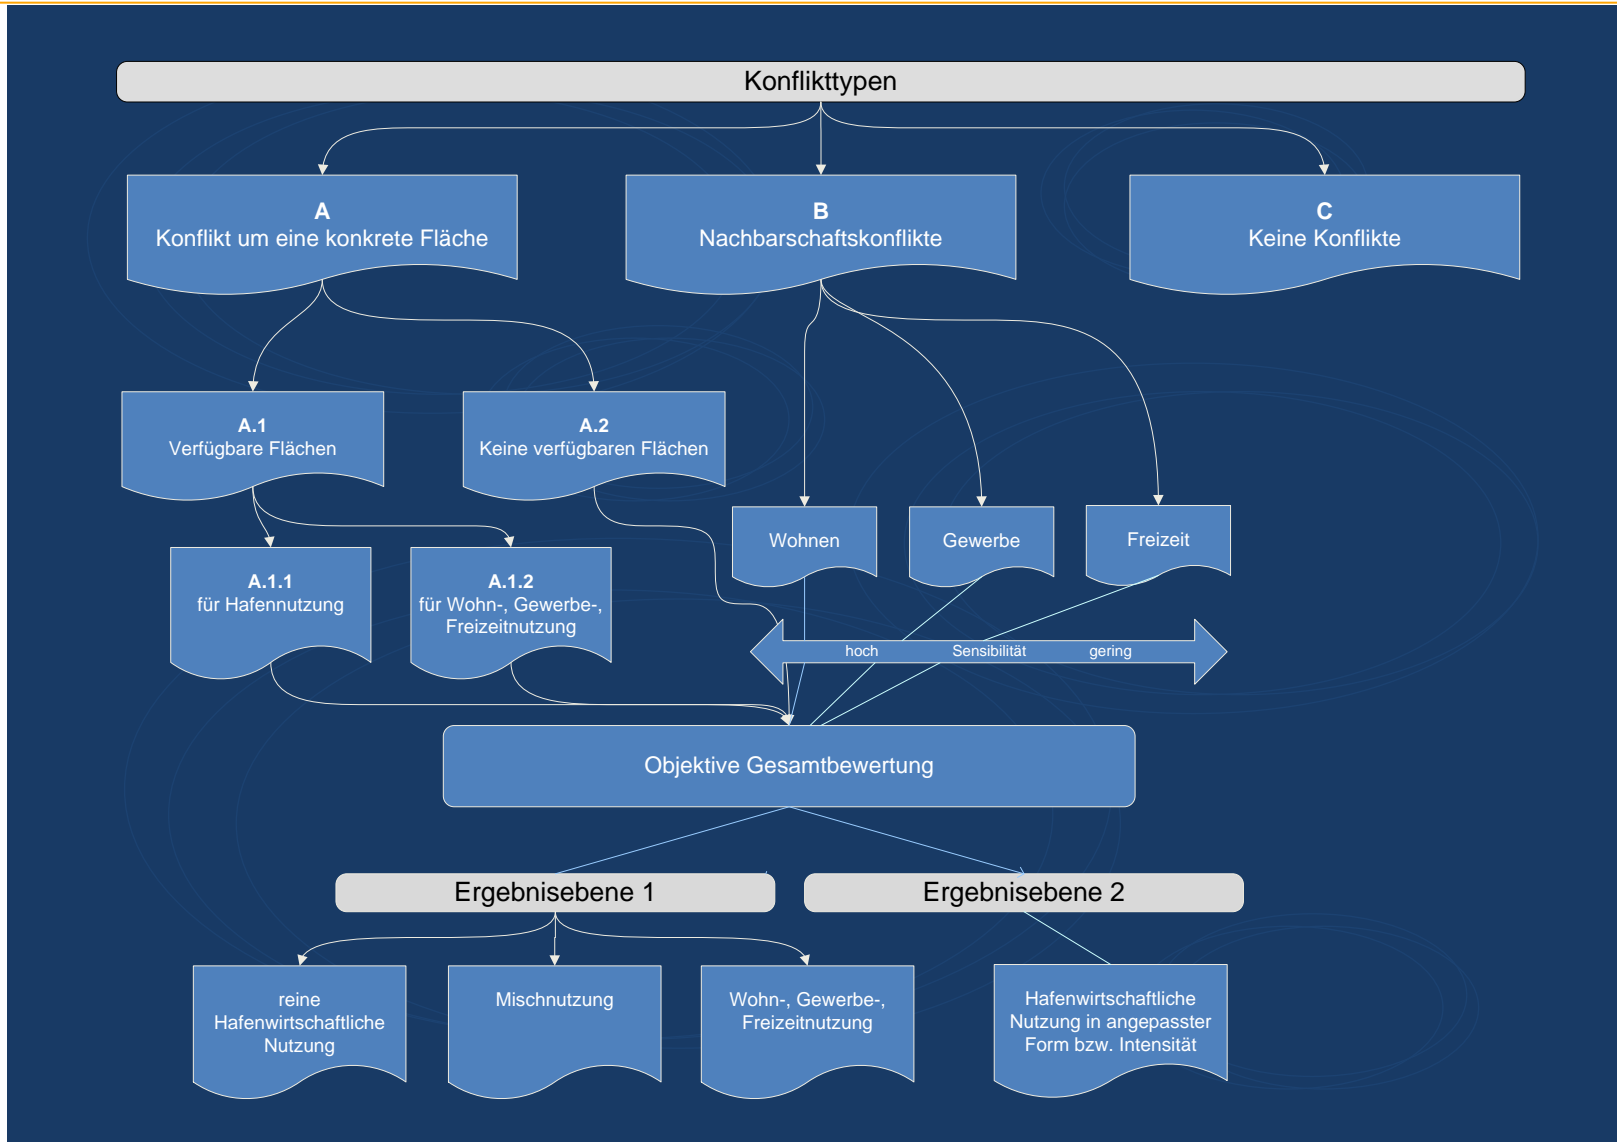 Konflikttypen
A
Konflikt um eine konkrete Fläche
B
Nachbarschaftskonflikte
C
Keine Konflikte
A.1
Verfügbare Flächen
A.2
Keine verfügbaren Flächen
Wohnen
Gewerbe
Freizeit
A.1.1
für Hafennutzung
A.1.2
für Wohn-, Gewerbe-,
Freizeitnutzung
hoch Sensibilität gering
Objektive Gesamtbewertung
Ergebnisebene 1
Ergebnisebene 2
reine
Hafenwirtschaftliche
Nutzung
Mischnutzung
Wohn-, Gewerbe-,
Freizeitnutzung
Hafenwirtschaftliche
Nutzung in angepasster
Form bzw. Intensität